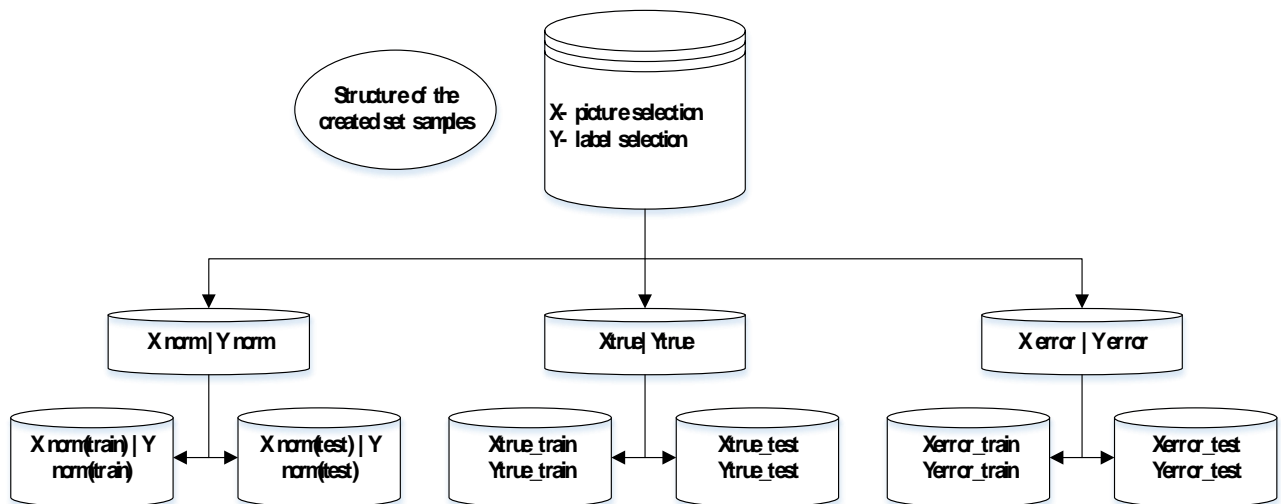 Structure of the
created set samples
X- picture selection
Y- label selection
X norm | Y norm
Xtrue| Ytrue
X error | Y error
X norm(train) | Y
norm(train)
X norm(test) | Y
norm(test)
Xtrue_train
Ytrue_train
Xtrue_test
Ytrue_test
Xerror_train
Yerror_train
Xerror_test
Yerror_test